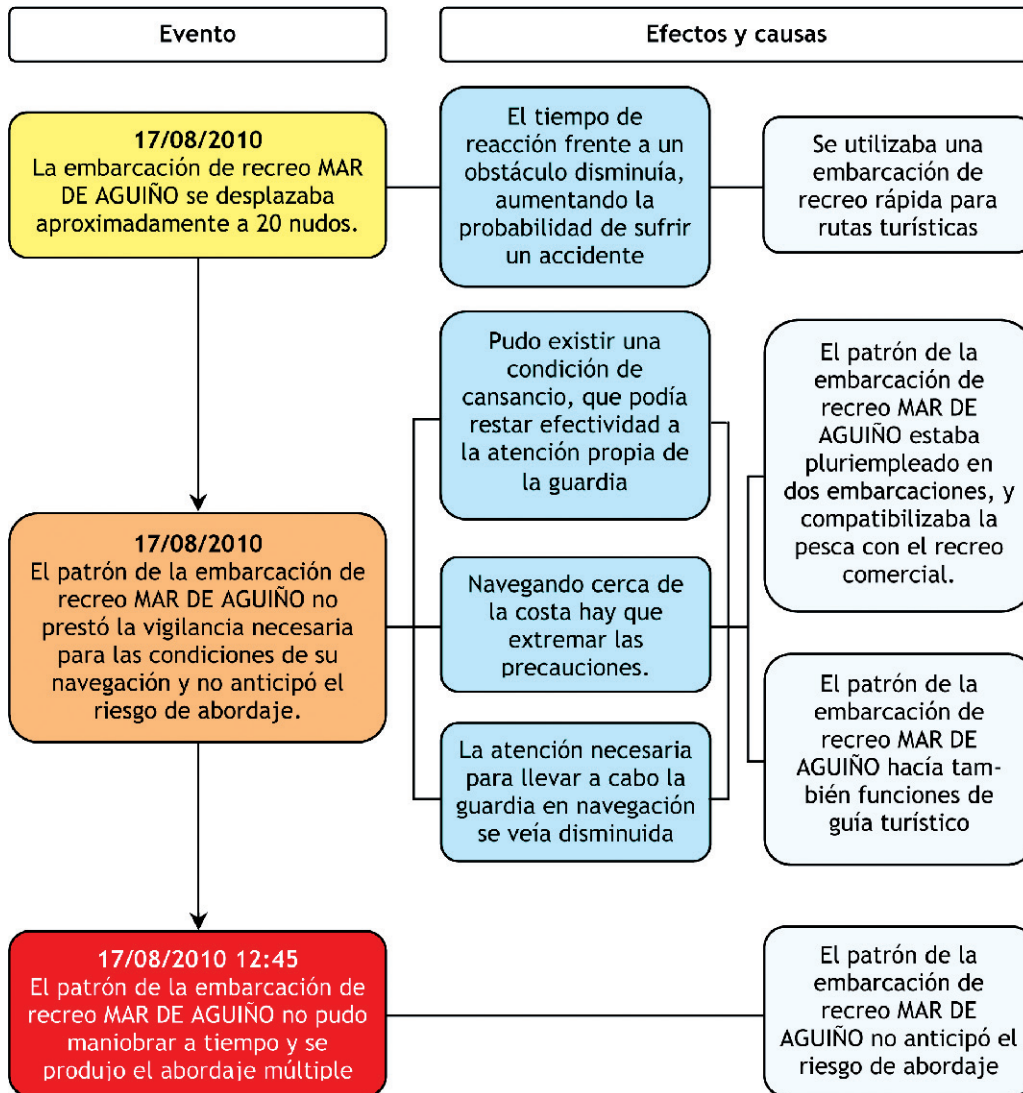 Evento
Efectos y causas
17/08/2010
La embarcación de recreo MAR
DE AGUIÑO se desplazaba
aproximadamente a 20 nudos.
El tiempo de
reacción frente a un
obstáculo disminuía,
aumentando la
probabilidad de sufrir
un accidente
Se utilizaba una
embarcación de
recreo rápida para
rutas turísticas
17/08/2010
El patrón de la embarcación de
recreo MAR DE AGUIÑO no
prestó la vigilancia necesaria
para las condiciones de su
navegación y no anticipó el
riesgo de abordaje.
Pudo existir una
condición de
cansancio, que podía
restar efectividad a
la atención propia de
la guardia
Navegando cerca de
la costa hay que
extremar las
precauciones.
La atención necesaria
para llevar a cabo la
guardia en navegación
se veía disminuida
El patrón de la
embarcación de
recreo MAR DE
AGUIÑO estaba
pluriempleado en
dos embarcaciones, y
compatibilizaba la
pesca con el recreo
comercial.
El patrón de la
embarcación de
recreo MAR DE
AGUIÑO hacía tam-
bién funciones de
guía turístico
17/08/2010 12:45
El patrón de la embarcación de
recreo MAR DE AGUIÑO no pudo
maniobrar a tiempo y se
produjo el abordaje múltiple
El patrón de la
embarcación de
recreo MAR DE
AGUIÑO no anticipó el
riesgo de abordaje